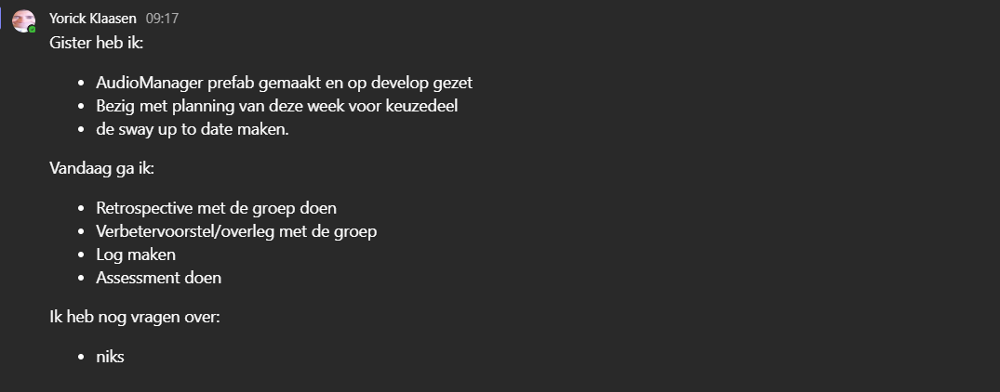 Yorick Klaasen 09:17
Gister heb ik:
• AudioManager prefab gemaakt en op develop gezet
• Bezig met planning van deze week voor keuzedeel
• de sway up to date maken.
Vandaag ga ik:
• Retrospective met de groep doen
• Verbetervoorstel/overleg met de groep
• Log maken
• Assessment doen
Ik heb nog vragen over:
• niks